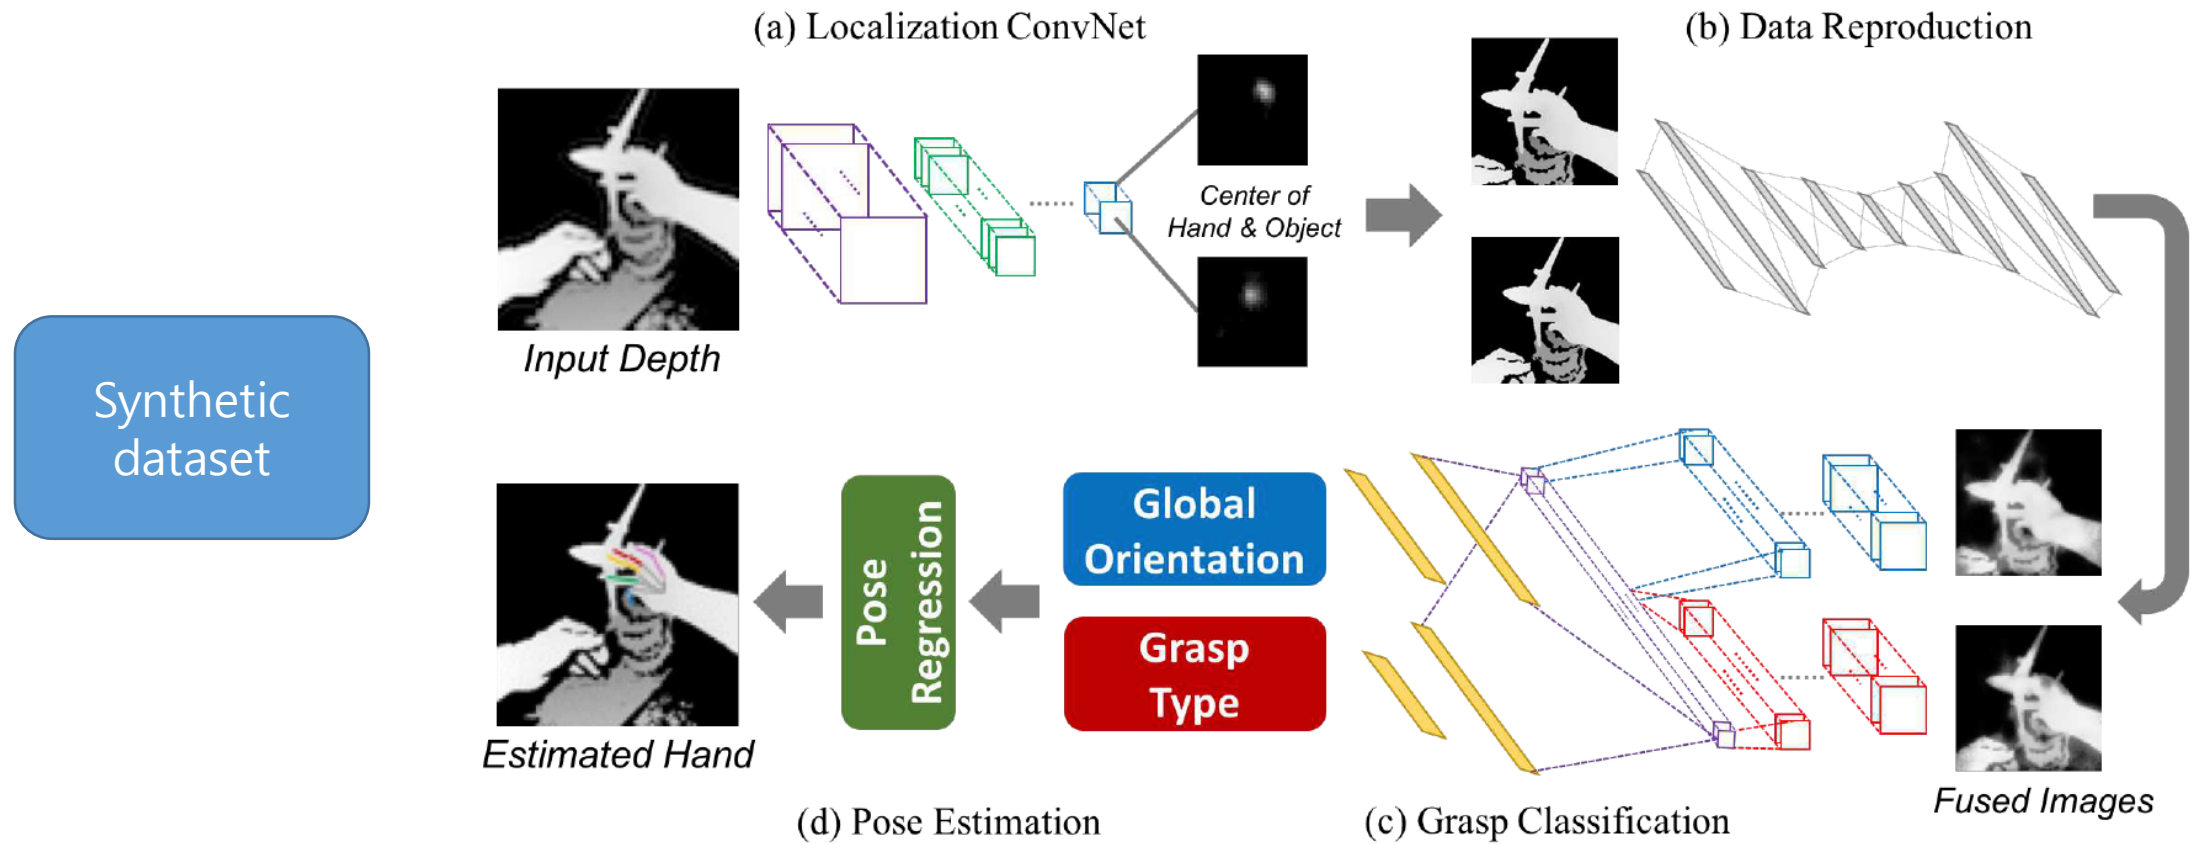 (a) Localization ConvNet
(b) Data Reproduction
Center of
Hand & Object
Input Depth
Synthetic
dataset
Global
Orientation
Pose
Regression
Grasp
Type
Estimated Hand
Fused Images
(d) Pose Estimation
(c) Grasp Classification